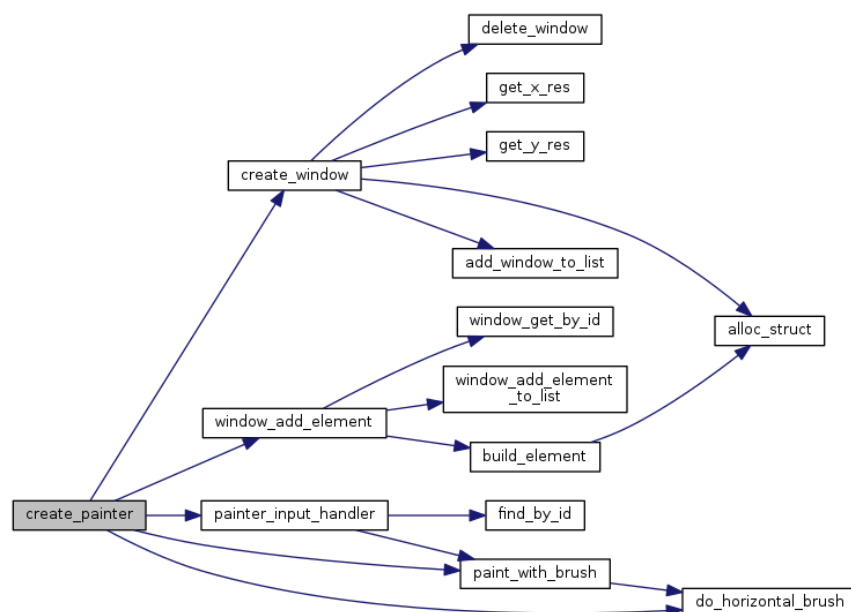 delete_window
get_x_res
get_y_res
create_window
add_window_to_list
window_get_by_id
alloc_struct
window_add_element
_to_list
window_add_element
build_element
create_painter
painter_input_handler
find_by_id
paint_with_brush
do_horizontal_brush